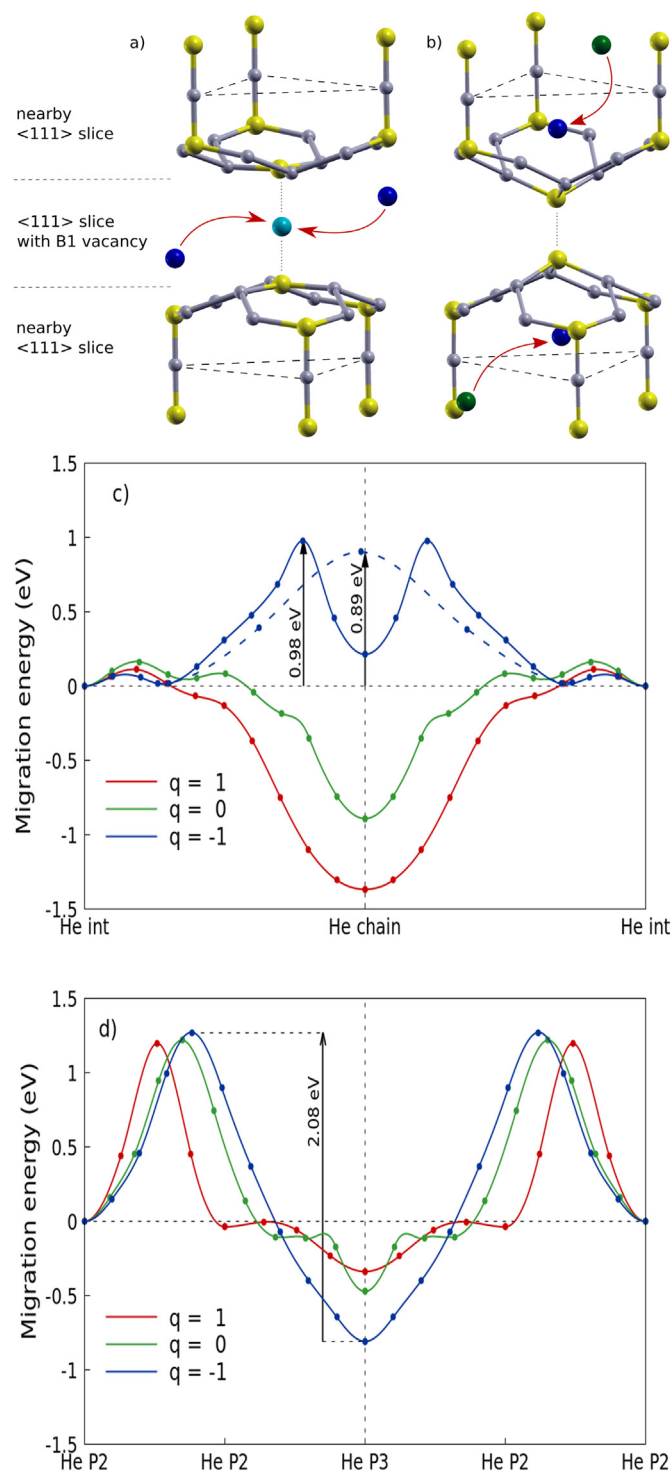 a)
b)
nearby
<111> slice
<111> slice
with B1 vacancy
nearby
<111> slice
c)
Migration energy (eV)
1.5
1
0.5
0
-0.5
-1
-1.5
0.98 eV
0.89 eV
q = 1
q = 0
q = -1
He int
He chain
He int
d)
Migration energy (eV)
1.5
1
0.5
0
-0.5
-1
-1.5
2.08 eV
q = 1
q = 0
q = -1
He P2
He P2
He P3
He P2
He P2